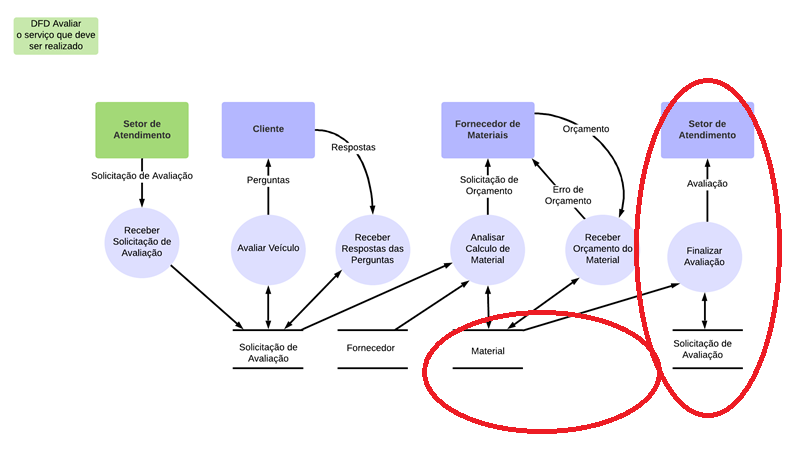 DFD Avaliar
o serviço que deve
ser realizado
Setor de
Atendimento
Cliente
Fornecedor de
Materiais
Setor de
Atendimento
Orçamento
Respostas
Solicitação de Avaliação
Perguntas
Solicitação de
Orçamento
Erro de
Orçamento
Avaliação
Receber
Solicitação de
Avaliação
Avaliar Veículo
Receber
Respostas das
Perguntas
Analisar
Calculo de
Material
Receber
Orçamento do
Material
Finalizar
Avaliação
Solicitação de
Avaliação
Fornecedor
Material
Solicitação de
Avaliação